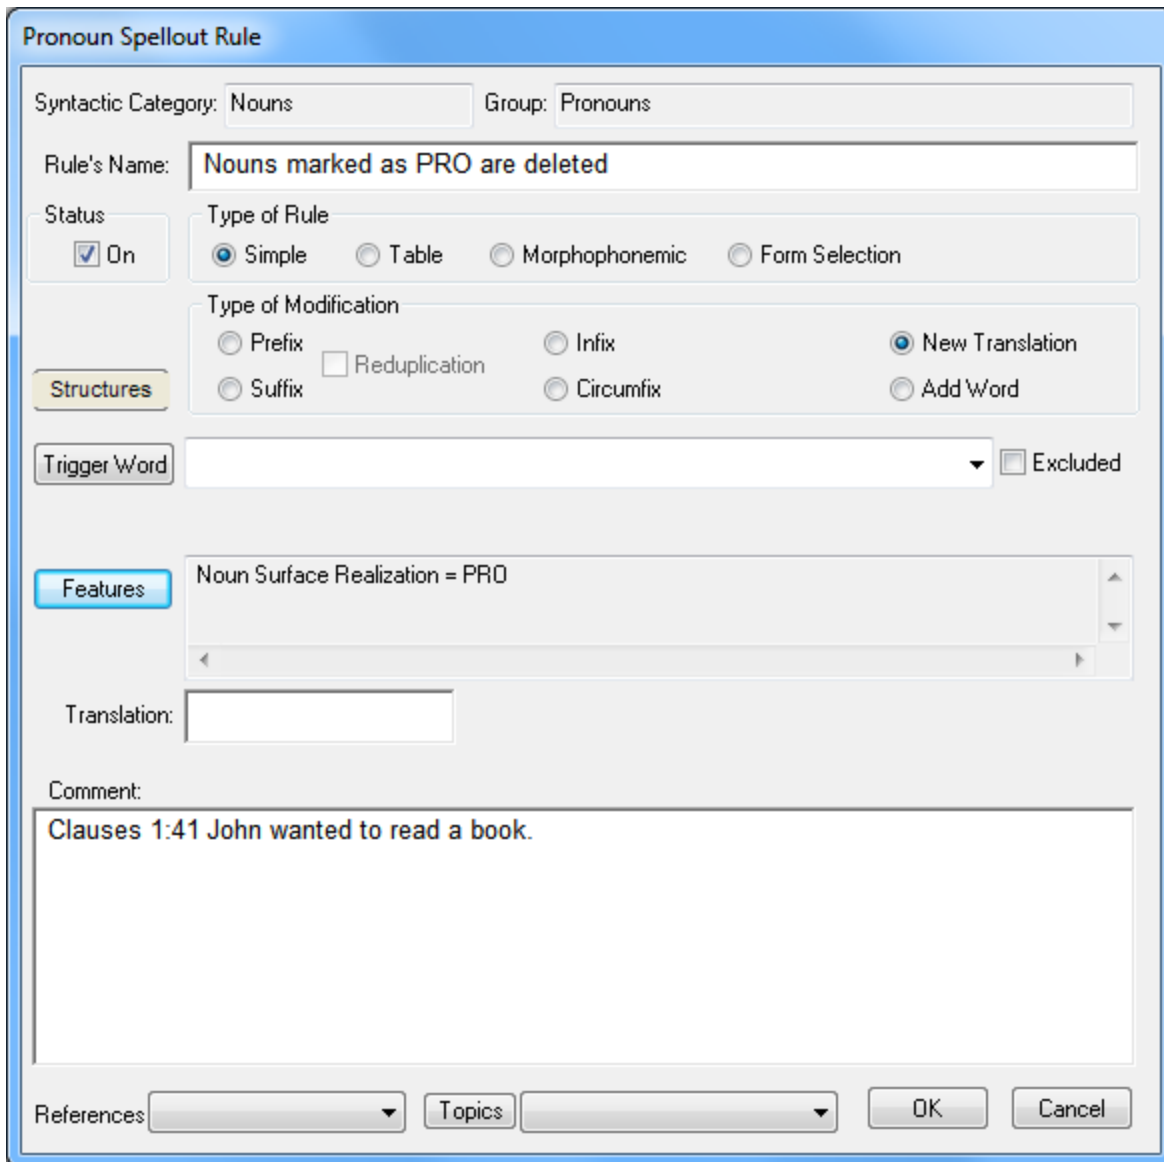 Pronoun Spellout Rule
Syntactic Category: Nouns Group: Pronouns
Rule's Name: Nouns marked as PRO are deleted
Status Type of Rule
On Simple Table Morphophonemic Form Selection
Type of Modification
Prefix Infix New Translation
Reduplication
Structures Suffix Circumfix Add Word
Trigger Word Excluded
Features Noun Surface Realization = PRO
Translation:
Comment:
Clauses 1:41 John wanted to read a book.
References Topics OK Cancel